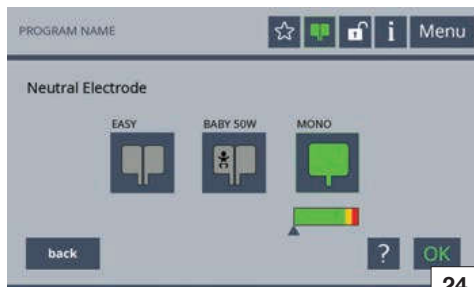 PROGRAM NAME
i Menu
Neutral Electrode
EASY BABY 50W MONO
back ? OK
24